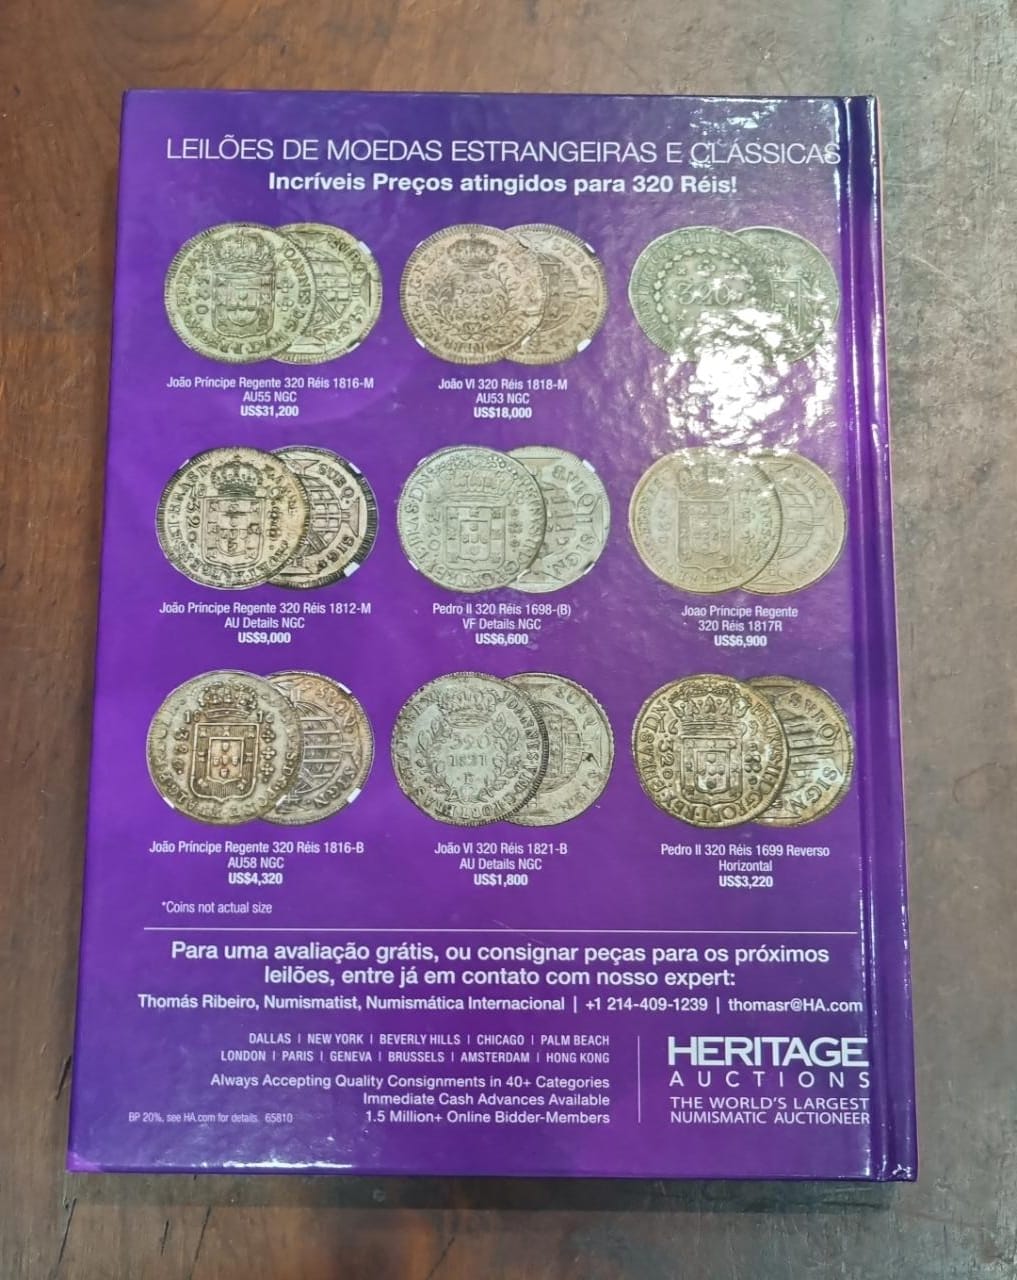 LEILÕES DE MOEDAS ESTRANGEIRAS E CLÁSSICAS
Incríveis Preços atingidos para 320 Réis!
João Príncipe Regente 320 Réis 1816-M
AU55 NGC
US$31,200
João VI 320 Réis 1818-M
AU53 NGC
US$18,000
João Príncipe Regente 320 Réis 1812-M
AU Details NGC
US$9,000
Pedro II 320 Réis 1698-(B)
VF Details NGC
US$6,600
Joao Príncipe Regente
320 Réis 1817R
US$6,900
João Príncipe Regente 320 Réis 1816-B
AU58 NGC
US$4,320
João VI 320 Réis 1821-B
AU Details NGC
US$1,800
Pedro II 320 Réis 1699 Reverso
Horizontal
US$3,220
*Coins not actual size
Para uma avaliação grátis, ou consignar peças para os próximos
leilões, entre já em contato com nosso expert:
Thomás Ribeiro, Numismatist, Numismática Internacional | +1 214-409-1239 | thomasr@HA.com
DALLAS | NEW YORK | BEVERLY HILLS | CHICAGO | PALM BEACH
LONDON | PARIS | GENEVA | BRUSSELS | AMSTERDAM | HONG KONG
Always Accepting Quality Consignments in 40+ Categories
Immediate Cash Advances Available
1.5 Million+ Online Bidder-Members
BP 20%, see HA.com for details. 65810
HERITAGE
AUCTIONS
THE WORLD'S LARGEST
NUMISMATIC AUCTIONEER